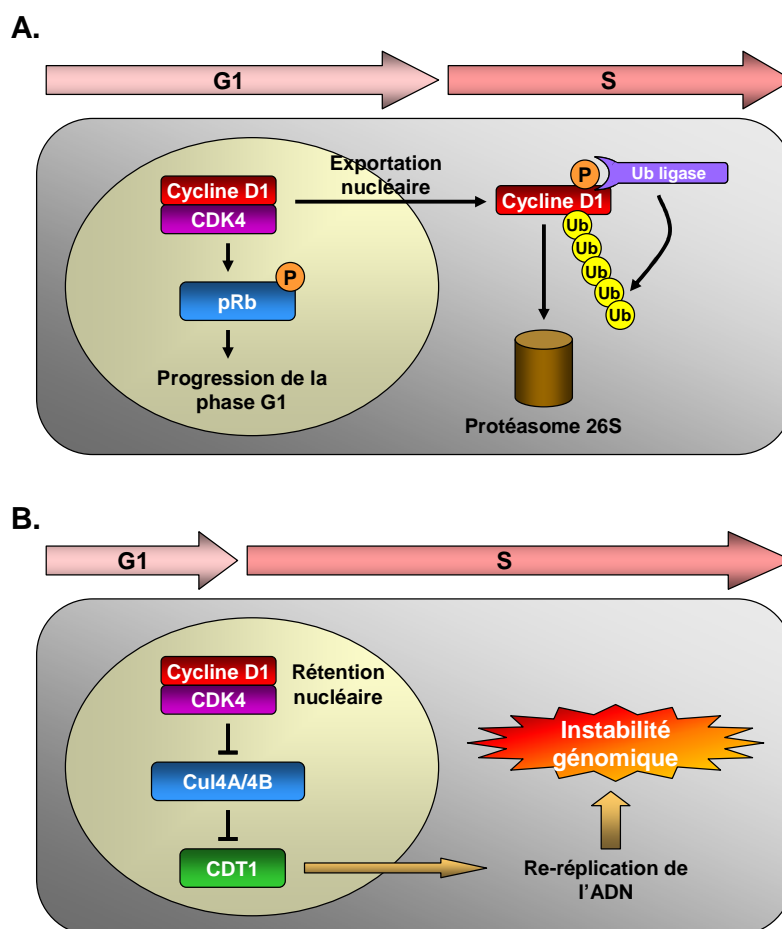 A.
G1
S
Exportation
nucléaire
Cycline D1
CDK4
P
pRb
Progression de la
phase G1
P
Ub ligase
Cycline D1
Ub
Ub
Ub
Ub
Ub
Protéasome 26S
B.
G1
S
Cycline D1
CDK4
Rétention
nucléaire
Cul4A/4B
CDT1
Instabilité
génomique
Re-réplication de
l'ADN